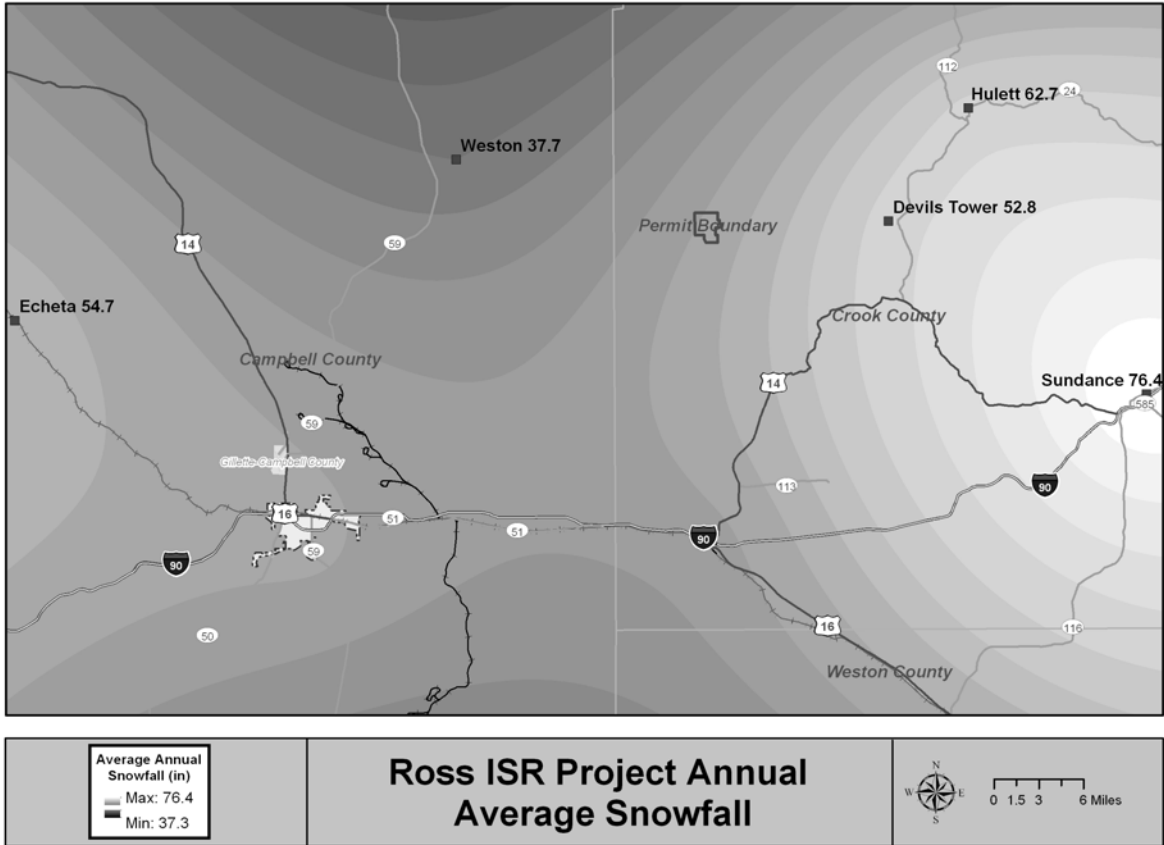 112
Hulett 62.7
24
Weston 37.7
Devils Tower 52.8
Permit Boundary
14
59
Echeta 54.7
Crook County
Campbell County
14
Sundance 76.4
585
59
Gillette-Campbell County
113
90
16
51
51
90
59
90
50
16
116
Weston County
Average Annual
Snowfall (in)
Max: 76.4
Min: 37.3
Ross ISR Project Annual
Average Snowfall
N
W E
S
0 1.5 3 6 Miles